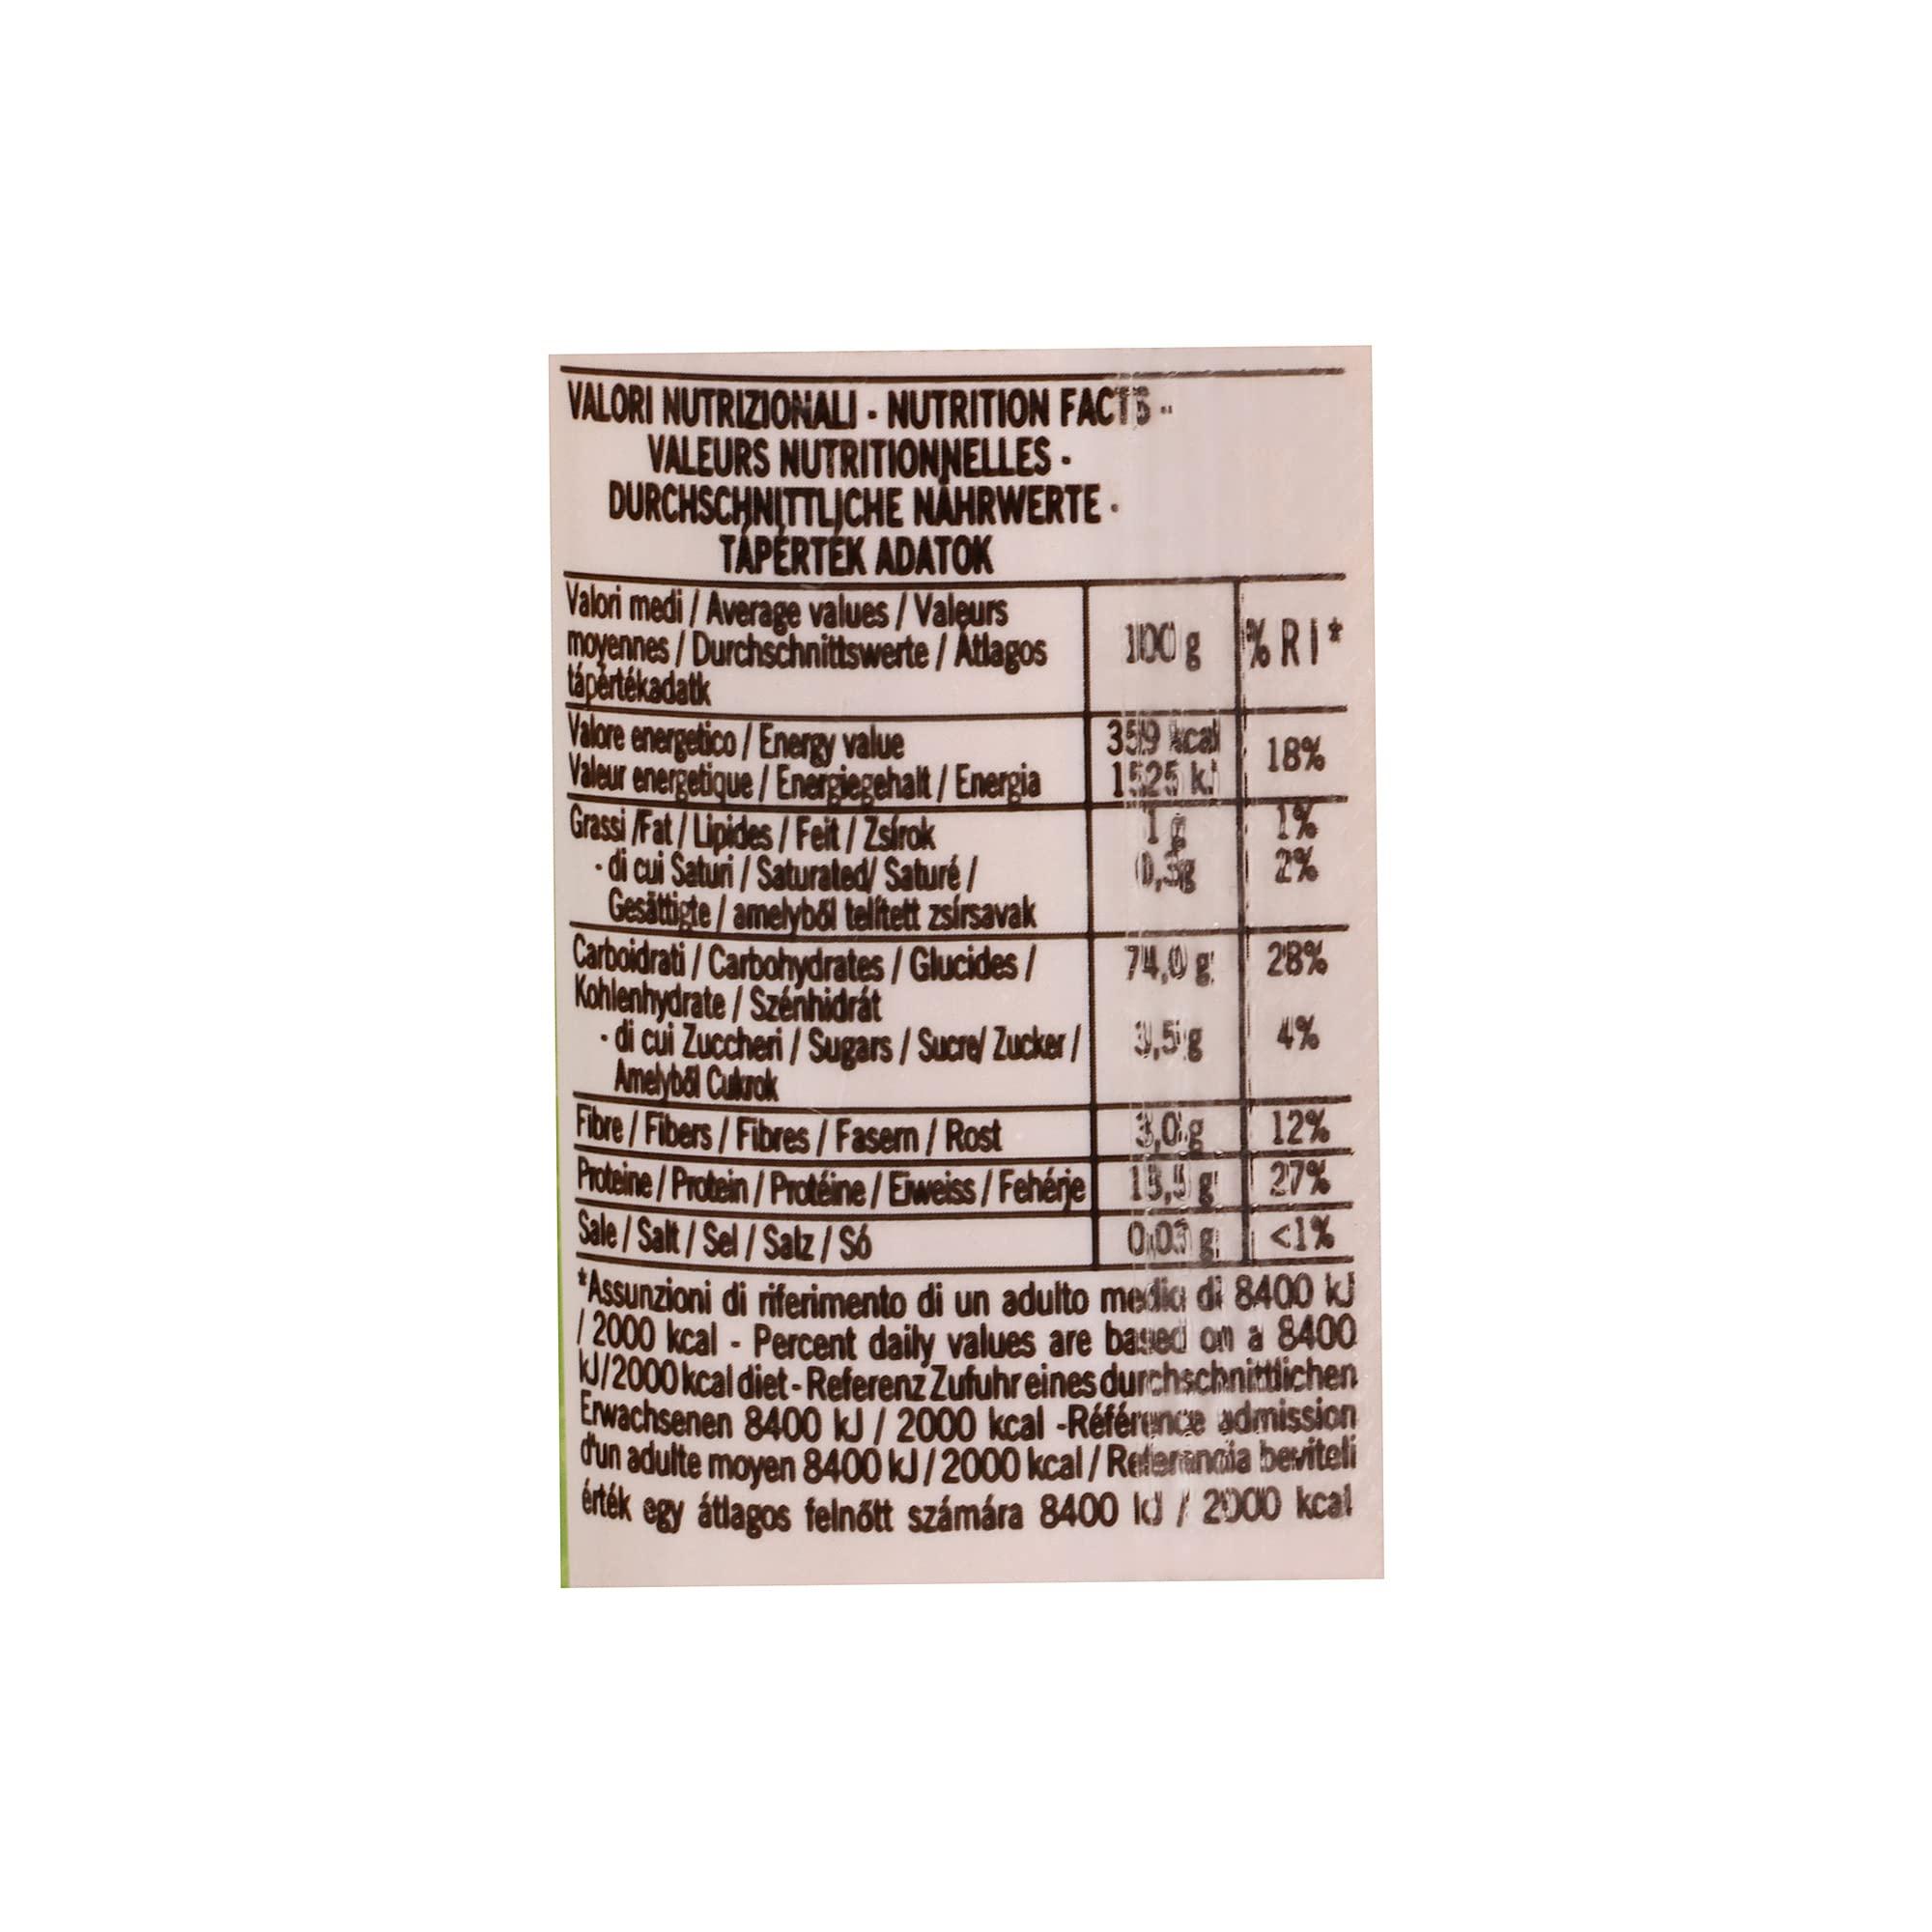 VALORI NUTRIZIONALI - NUTRITION FACTS -
VALEURS NUTRITIONNELLES -
DURCHSCHNITTLICHE NÄHRWERTE -
TÁPÉRTÉK ADATOK
Valori medi / Average values / Valeurs
moyennes / Durchschnittswerte / Átlagos
tápértékadatk
100 g % R I *
Valore energetico / Energy value 359 kcal
Valeur energetique / Energiegehalt / Energia 1525 kJ 18%
Grassi /Fat / Lipides / Feit / Zsírok 1 g 1%
- di cui Saturi / Saturated/ Saturé / 0,3g 2%
Gesättigte / amelyből telített zsírsavak
Carboidrati / Carbohydrates / Glucides / 74,0 g 28%
Kohlenhydrate / Szénhidrát
- di cui Zuccheri / Sugars / Sucre/ Zucker / 3,5 g 4%
Amelyből Cukrok
Fibre / Fibers / Fibres / Fasern / Rost 3,0 g 12%
Proteine / Protein / Protéine / Eiweiss / Fehérje 13,5 g 27%
Sale / Salt / Sel / Salz / Só 0,03 g <1%
*Assunzioni di riferimento di un adulto medio di 8400 kJ
/ 2000 kcal - Percent daily values are based on a 8400
kJ/2000 kcal diet - Referenz Zufuhr eines durchschnittlichen
Erwachsenen 8400 kJ / 2000 kcal -Référence admission
d'un adulte moyen 8400 kJ / 2000 kcal / Referencia beviteli
érték egy átlagos felnőtt számára 8400 kJ / 2000 kcal